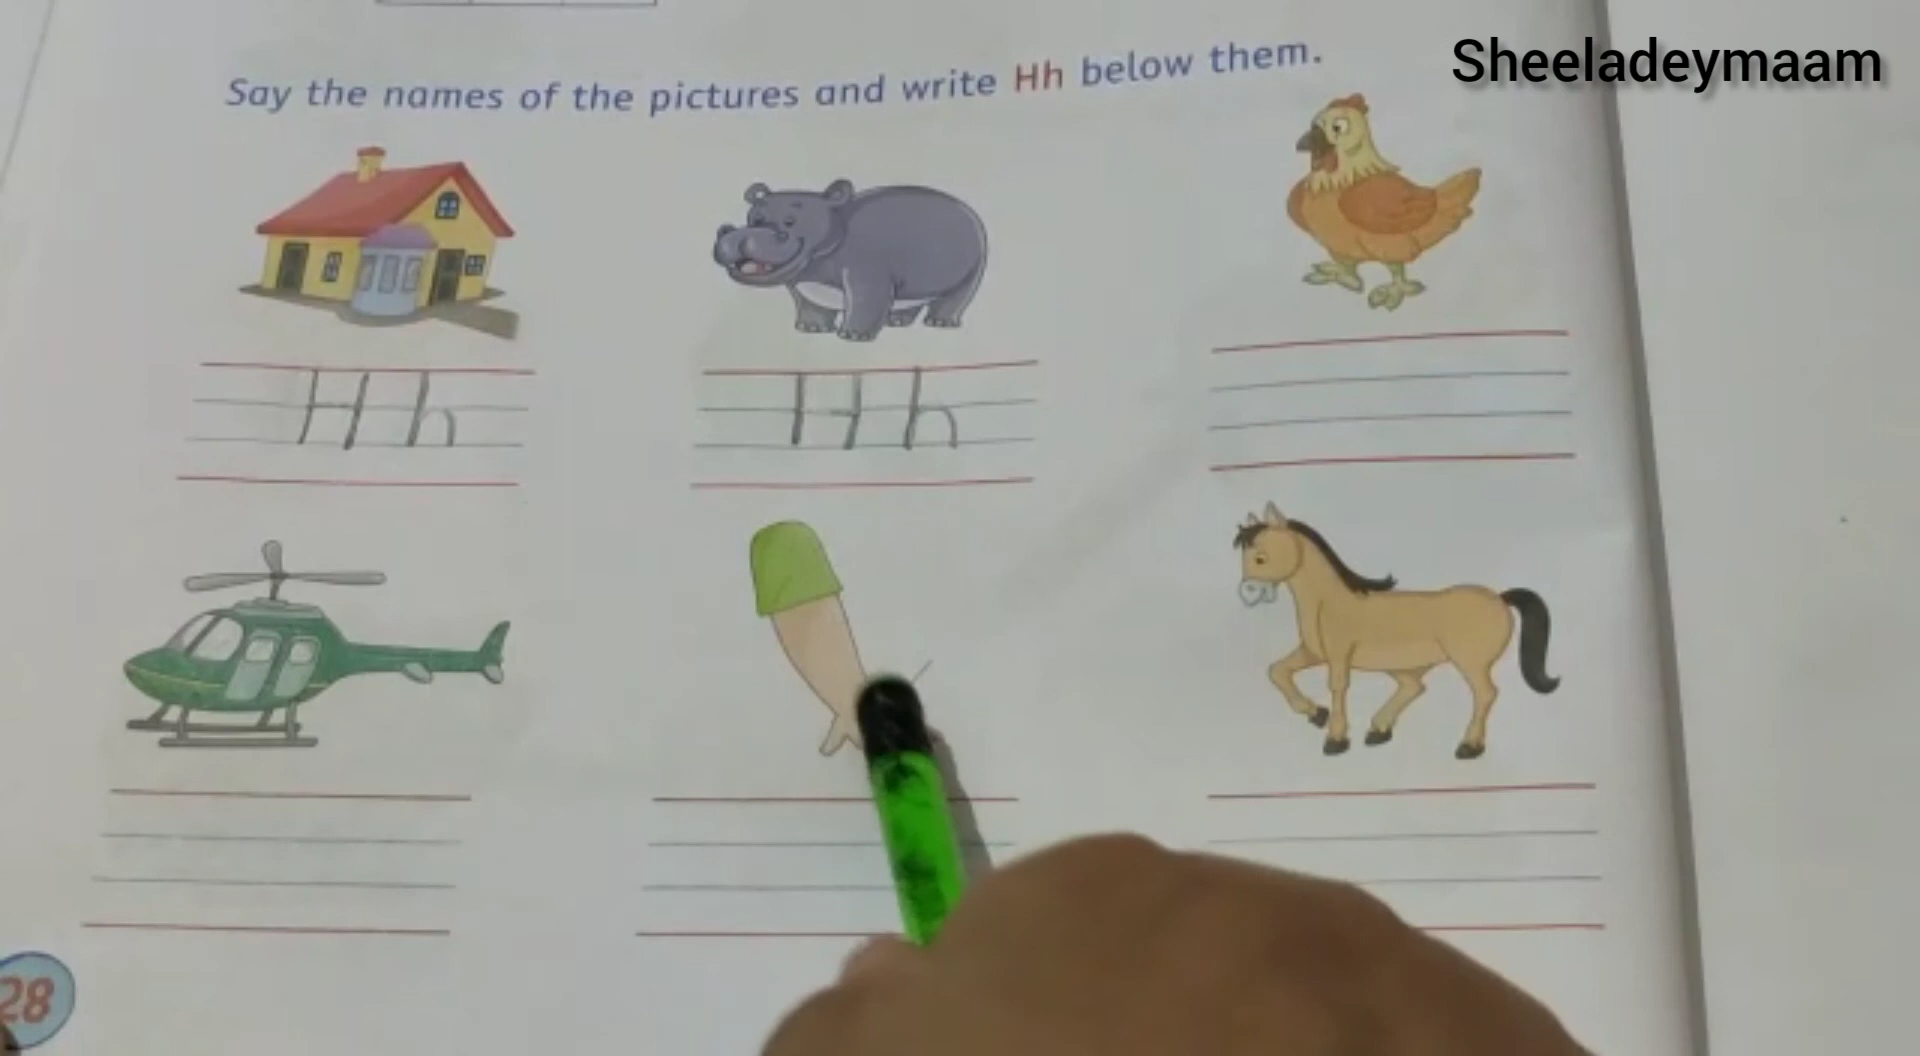 Sheeladeymaam
Say the names of the pictures and write Hh below them.
Hh
Hh
28